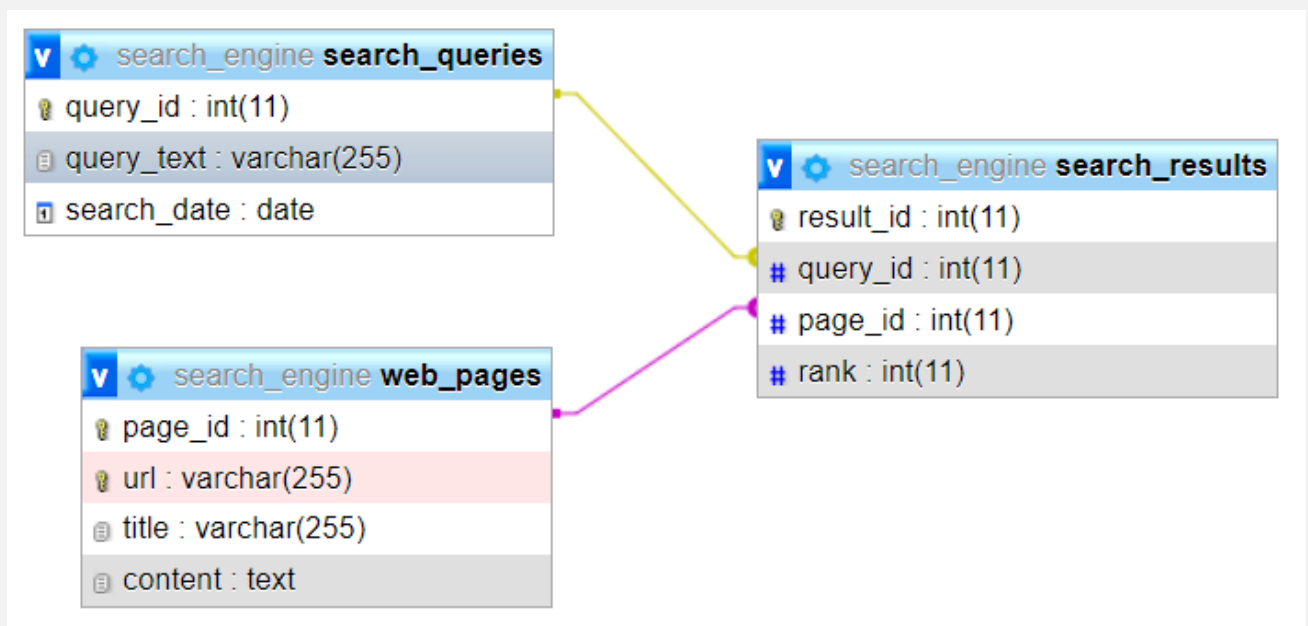 v search_engine search_queries
query_id : int(11)
query_text : varchar(255)
1 search_date : date
v search_engine search_results
result_id : int(11)
# query_id : int(11)
# page_id : int(11)
# rank : int(11)
v search_engine web_pages
page_id : int(11)
url : varchar(255)
title : varchar(255)
content : text